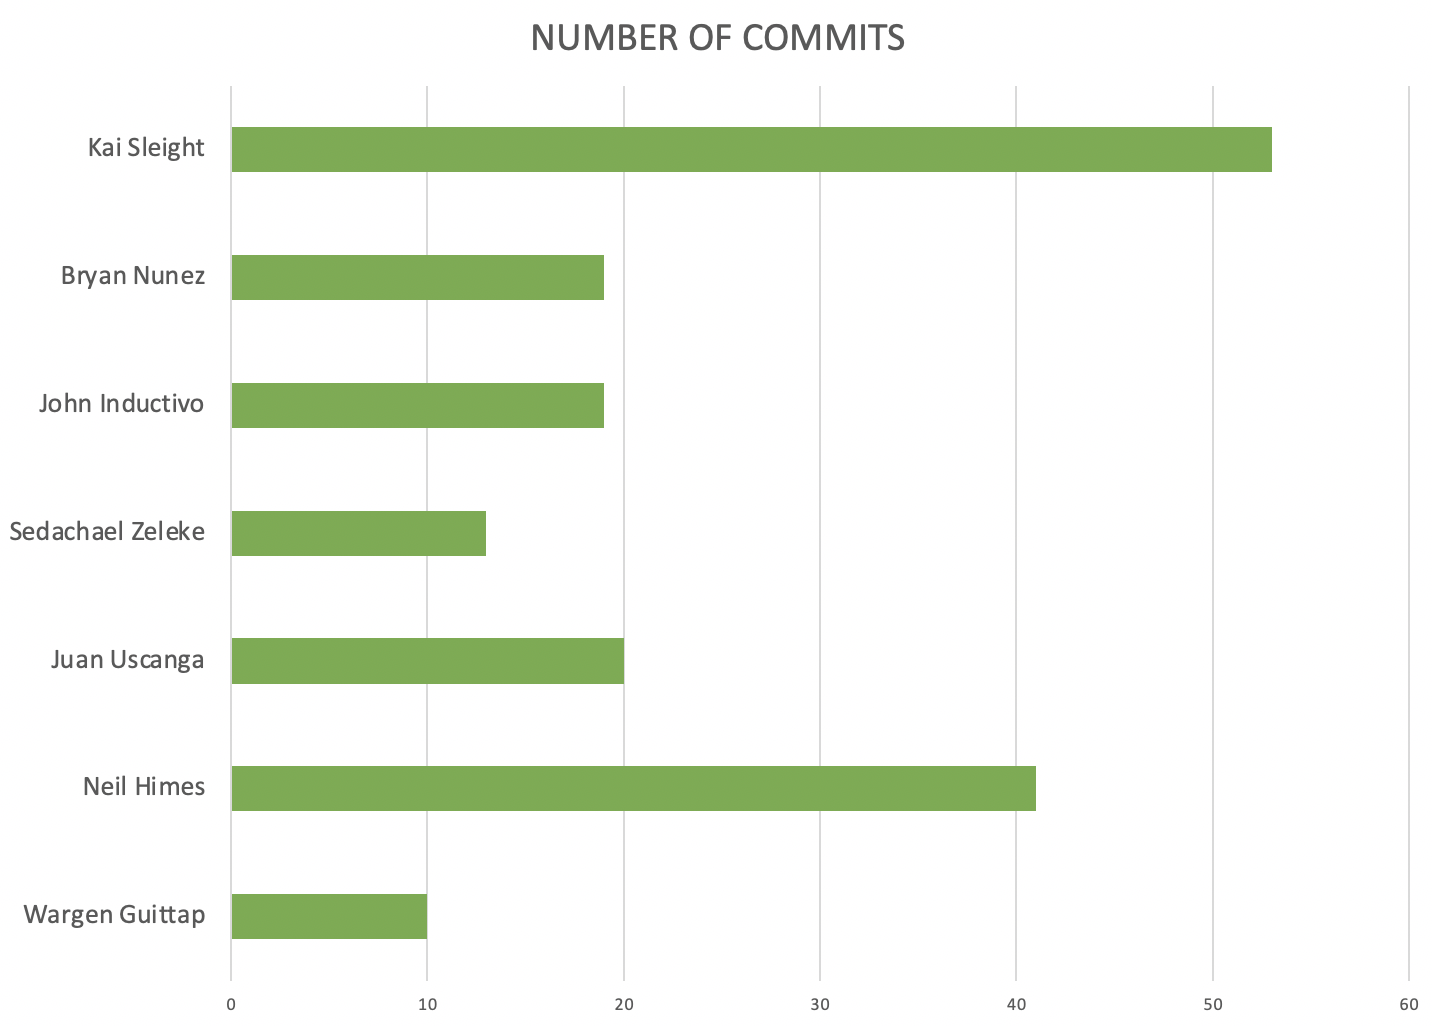 NUMBER OF COMMITS
Kai Sleight
Bryan Nunez
John Inductivo
Sedachael Zeleke
Juan Uscanga
Neil Himes
Wargen Guittap
0 10 20 30 40 50 60